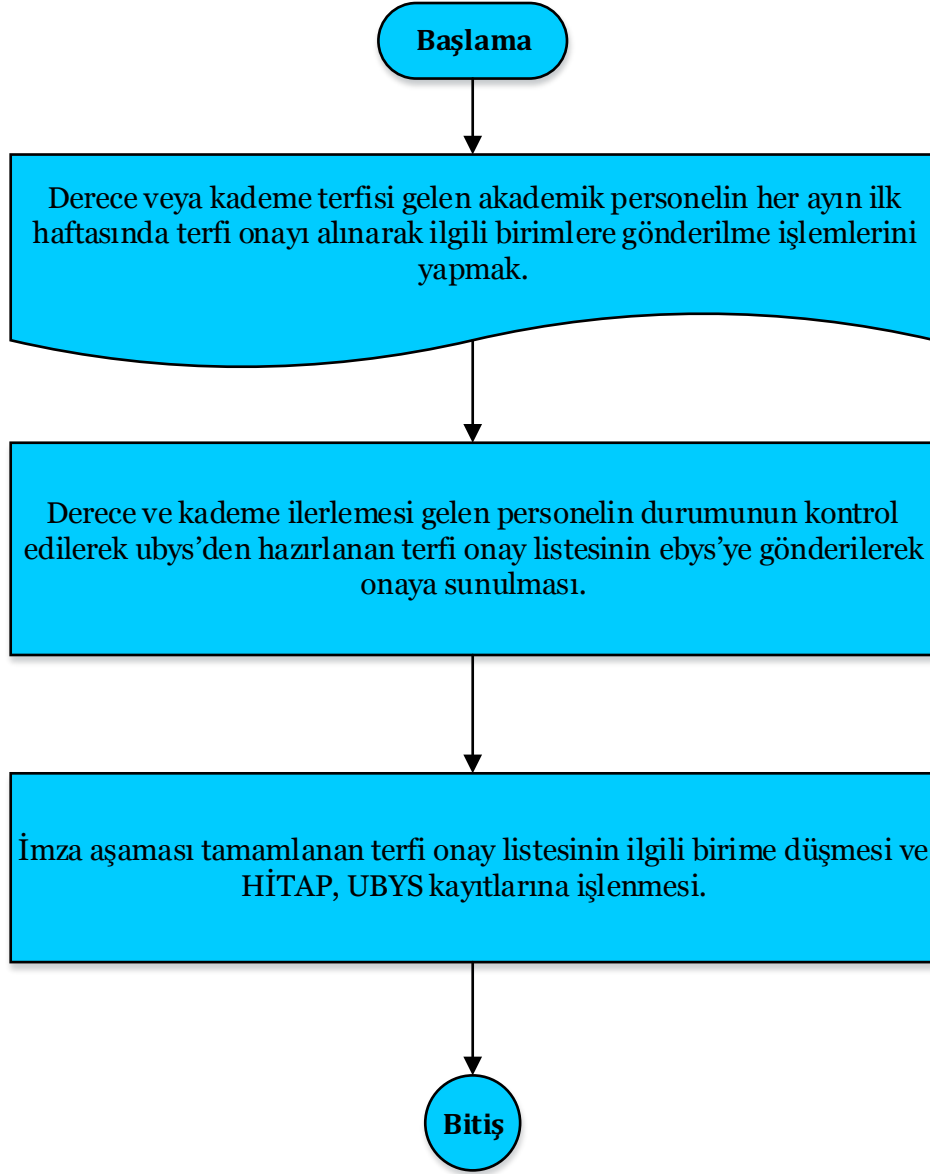 Başlama
Derece veya kademe terfisi gelen akademik personelin her ayın ilk
haftasında terfi onayı alınarak ilgili birimlere gönderilme işlemlerini
yapmak.
Derece ve kademe ilerlemesi gelen personelin durumunun kontrol
edilerek ubys’den hazırlanan terfi onay listesinin ebys’ye gönderilerek
onaya sunulması.
İmza aşaması tamamlanan terfi onay listesinin ilgili birime düşmesi ve
HİTAP, UBYS kayıtlarına işlenmesi.
Bitiş